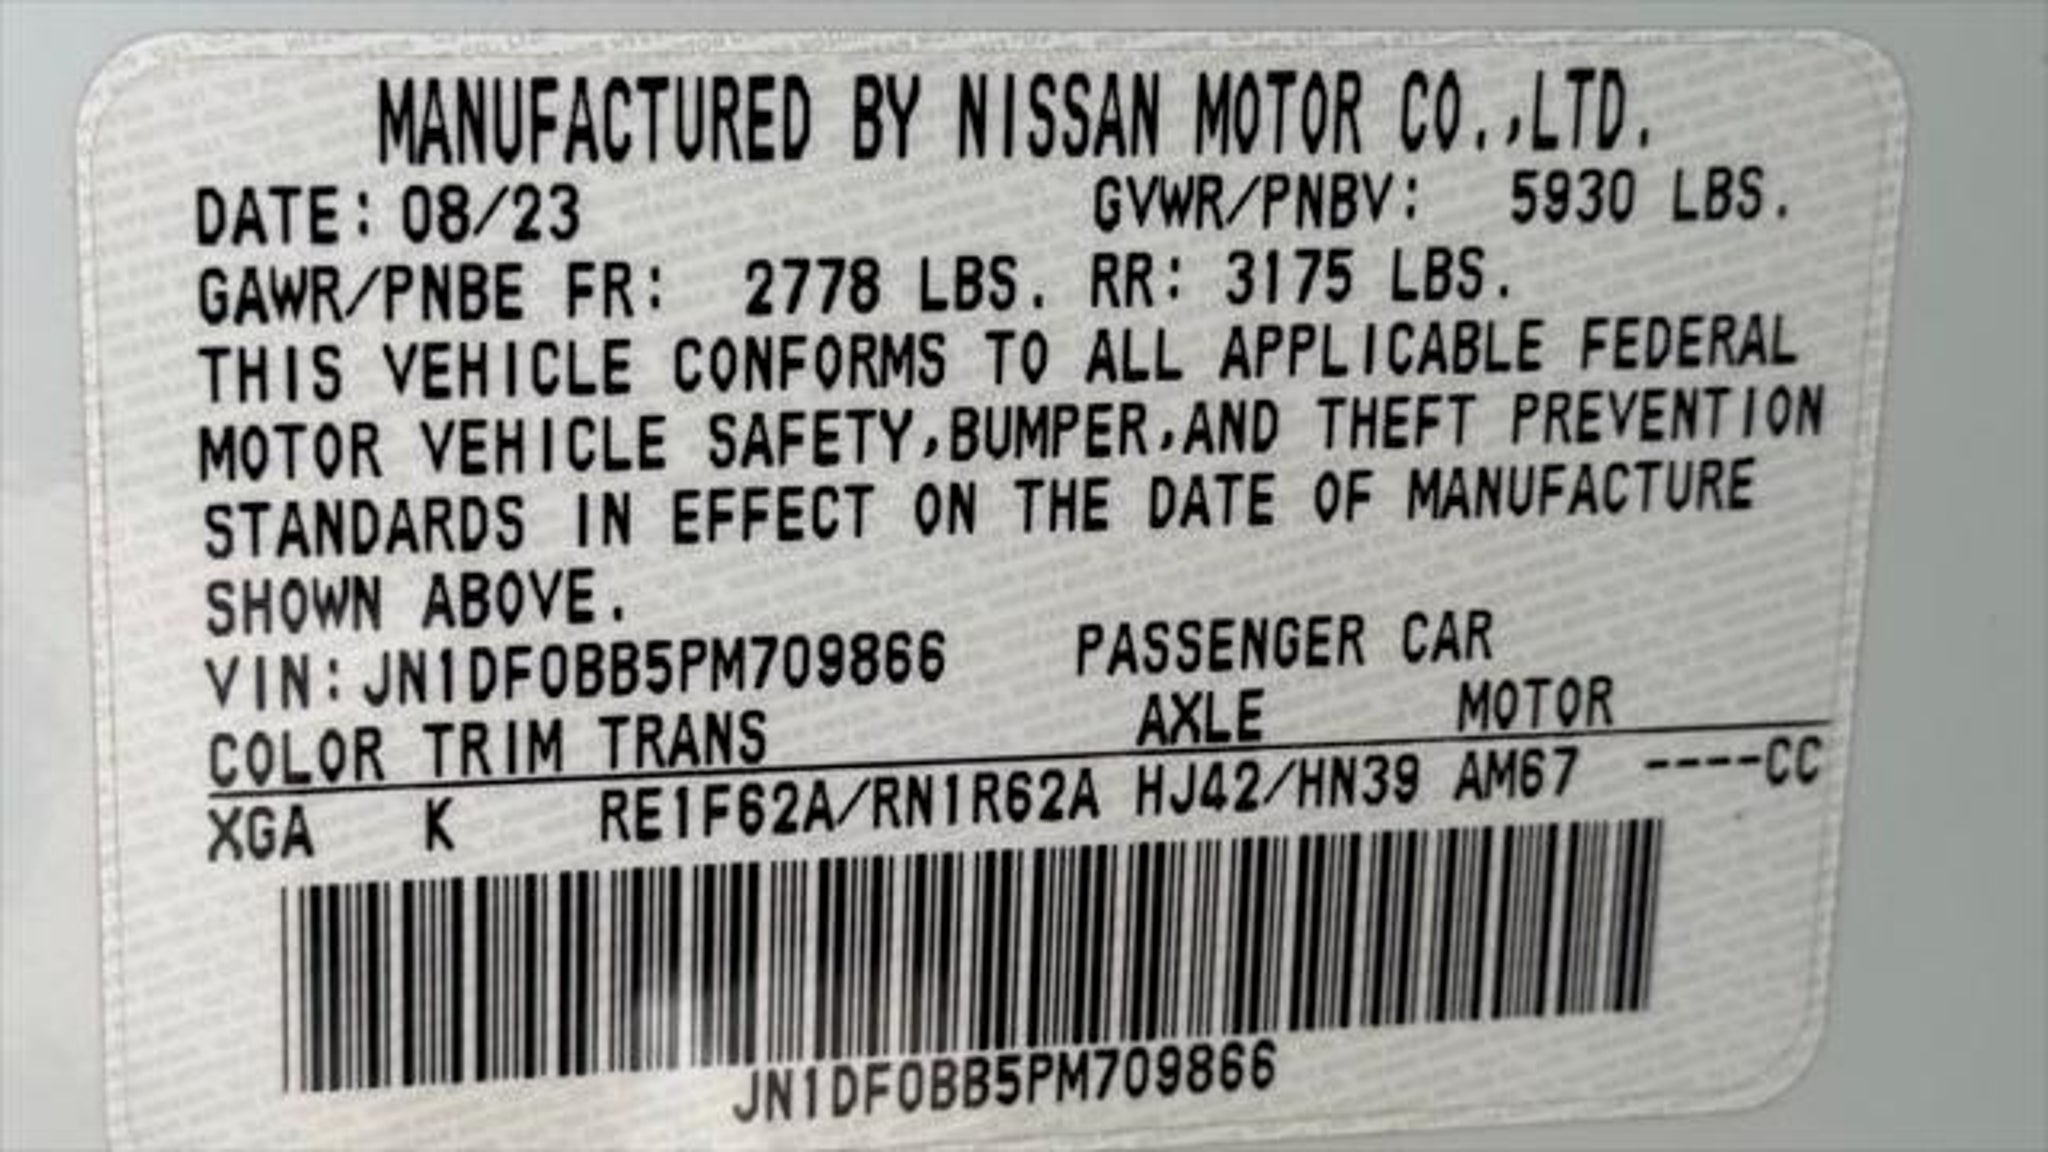 MANUFACTURED BY NISSAN MOTOR CO.,LTD.
DATE: 08/23 GVWR/PNBV: 5930 LBS.
GAWR/PNBE FR: 2778 LBS. RR: 3175 LBS.
THIS VEHICLE CONFORMS TO ALL APPLICABLE FEDERAL
MOTOR VEHICLE SAFETY,BUMPER,AND THEFT PREVENTION
STANDARDS IN EFFECT ON THE DATE OF MANUFACTURE
SHOWN ABOVE.
VIN:JN1DF0BB5PM709866 PASSENGER CAR
COLOR TRIM TRANS AXLE MOTOR
XGA K RE1F62A/RN1R62A HJ42/HN39 AM67 ----CC
JN1DF0BB5PM709866